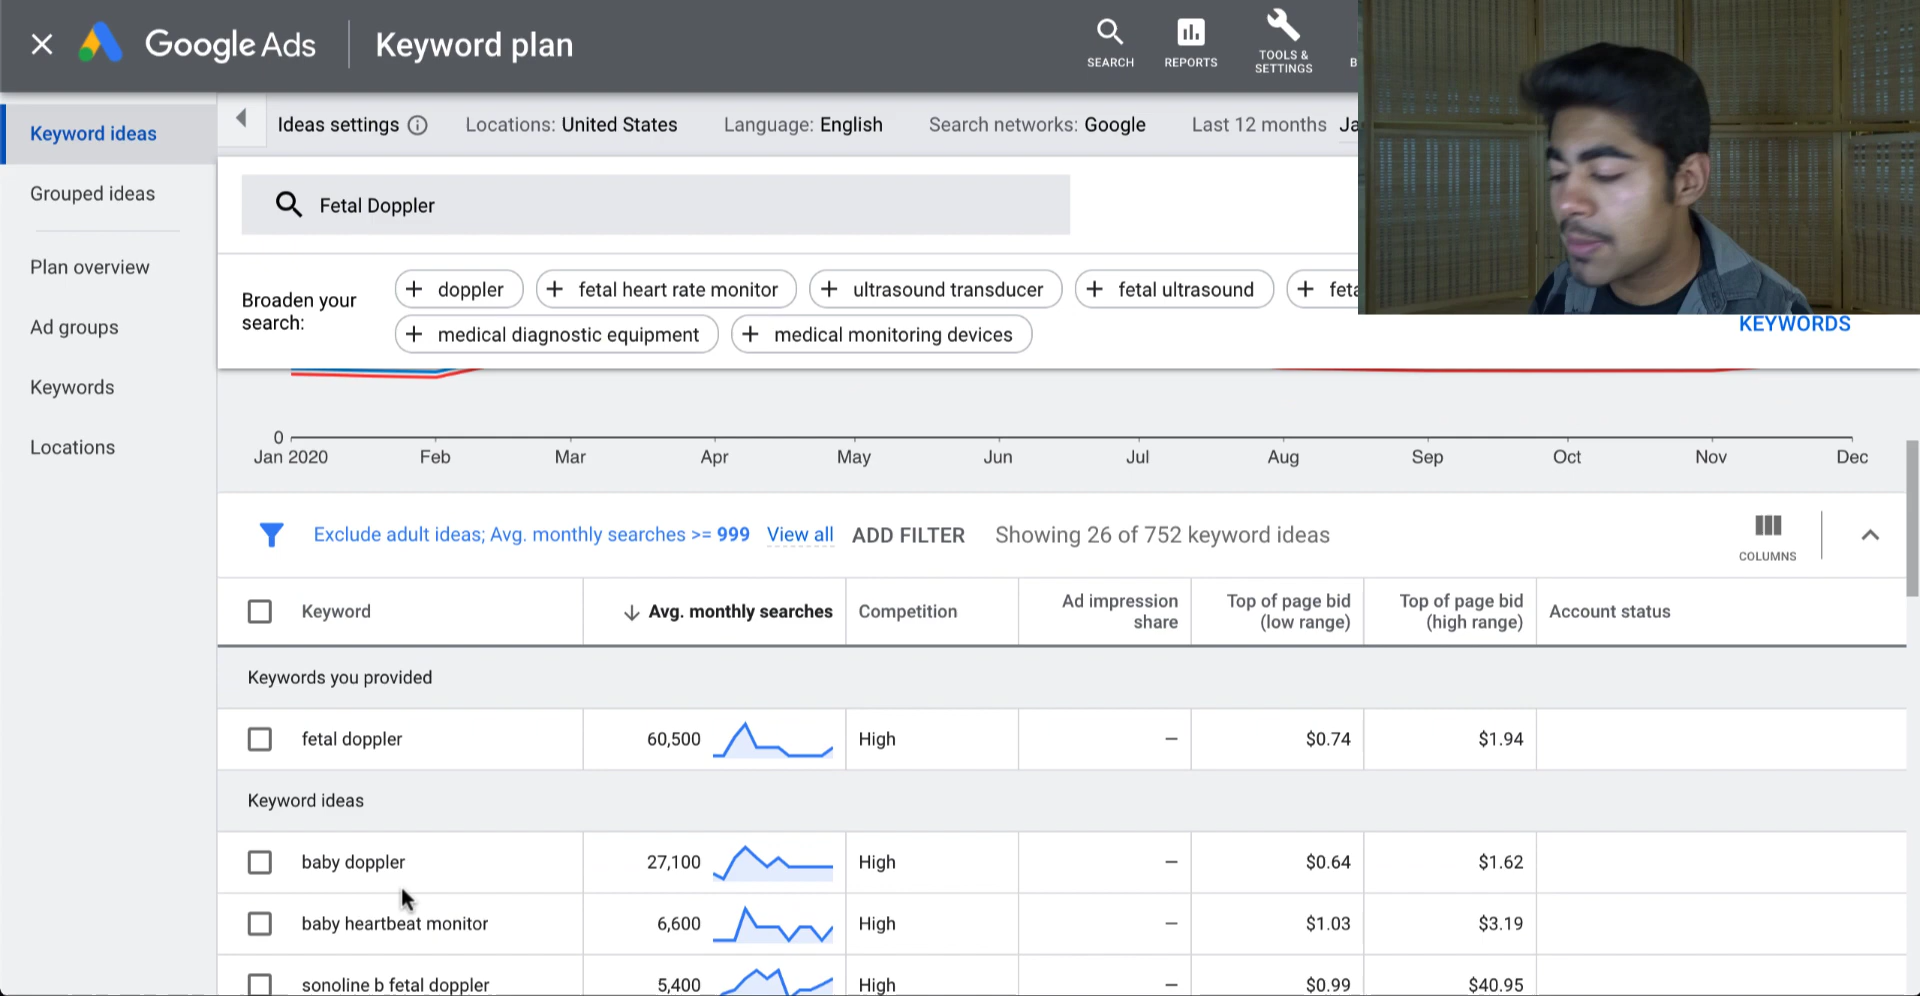 Google Ads
Keyword plan
SEARCH
REPORTS
TOOLS &
SETTINGS
B
Keyword ideas
Grouped ideas
Plan overview
Ad groups
Keywords
Locations
Ideas settings
Locations: United States
Language: English
Search networks: Google
Last 12 months
Ja
Fetal Doppler
Broaden your
search:
+ doppler
+ fetal heart rate monitor
+ ultrasound transducer
+ fetal ultrasound
+ feta
+ medical diagnostic equipment
+ medical monitoring devices
KEYWORDS
0
Jan 2020 Feb Mar Apr May Jun Jul Aug Sep Oct Nov Dec
Exclude adult ideas; Avg. monthly searches >= 999 View all ADD FILTER Showing 26 of 752 keyword ideas
COLUMNS
Keyword
Avg. monthly searches
Competition
Ad impression
share
Top of page bid
(low range)
Top of page bid
(high range)
Account status
Keywords you provided
fetal doppler 60,500 High – $0.74 $1.94
Keyword ideas
baby doppler 27,100 High – $0.64 $1.62
baby heartbeat monitor 6,600 High – $1.03 $3.19
sonoline b fetal doppler 5,400 High – $0.99 $40.95